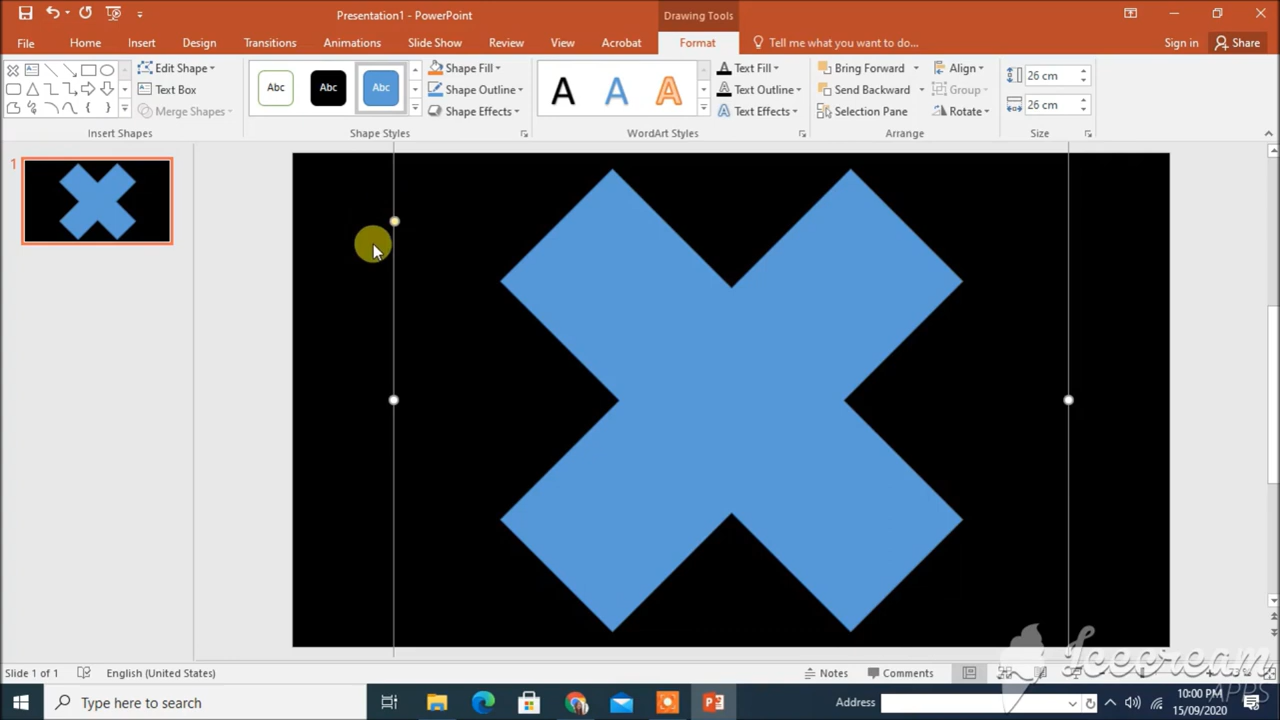 Presentation1 - PowerPoint
Drawing Tools
File
Home
Insert
Design
Transitions
Animations
Slide Show
Review
View
Acrobat
Format
Tell me what you want to do...
Sign in
Share
Edit Shape
Text Box
Merge Shapes
Insert Shapes
Abc
Abc
Abc
Shape Fill
Shape Outline
Shape Effects
Shape Styles
A
A
A
Text Fill
Text Outline
Text Effects
WordArt Styles
Bring Forward
Send Backward
Selection Pane
Align
Group
Rotate
Arrange
26 cm
26 cm
Size
1
Slide 1 of 1
English (United States)
Notes
Comments
Icecream
APPS
Type here to search
Address
10:00 PM
15/09/2020